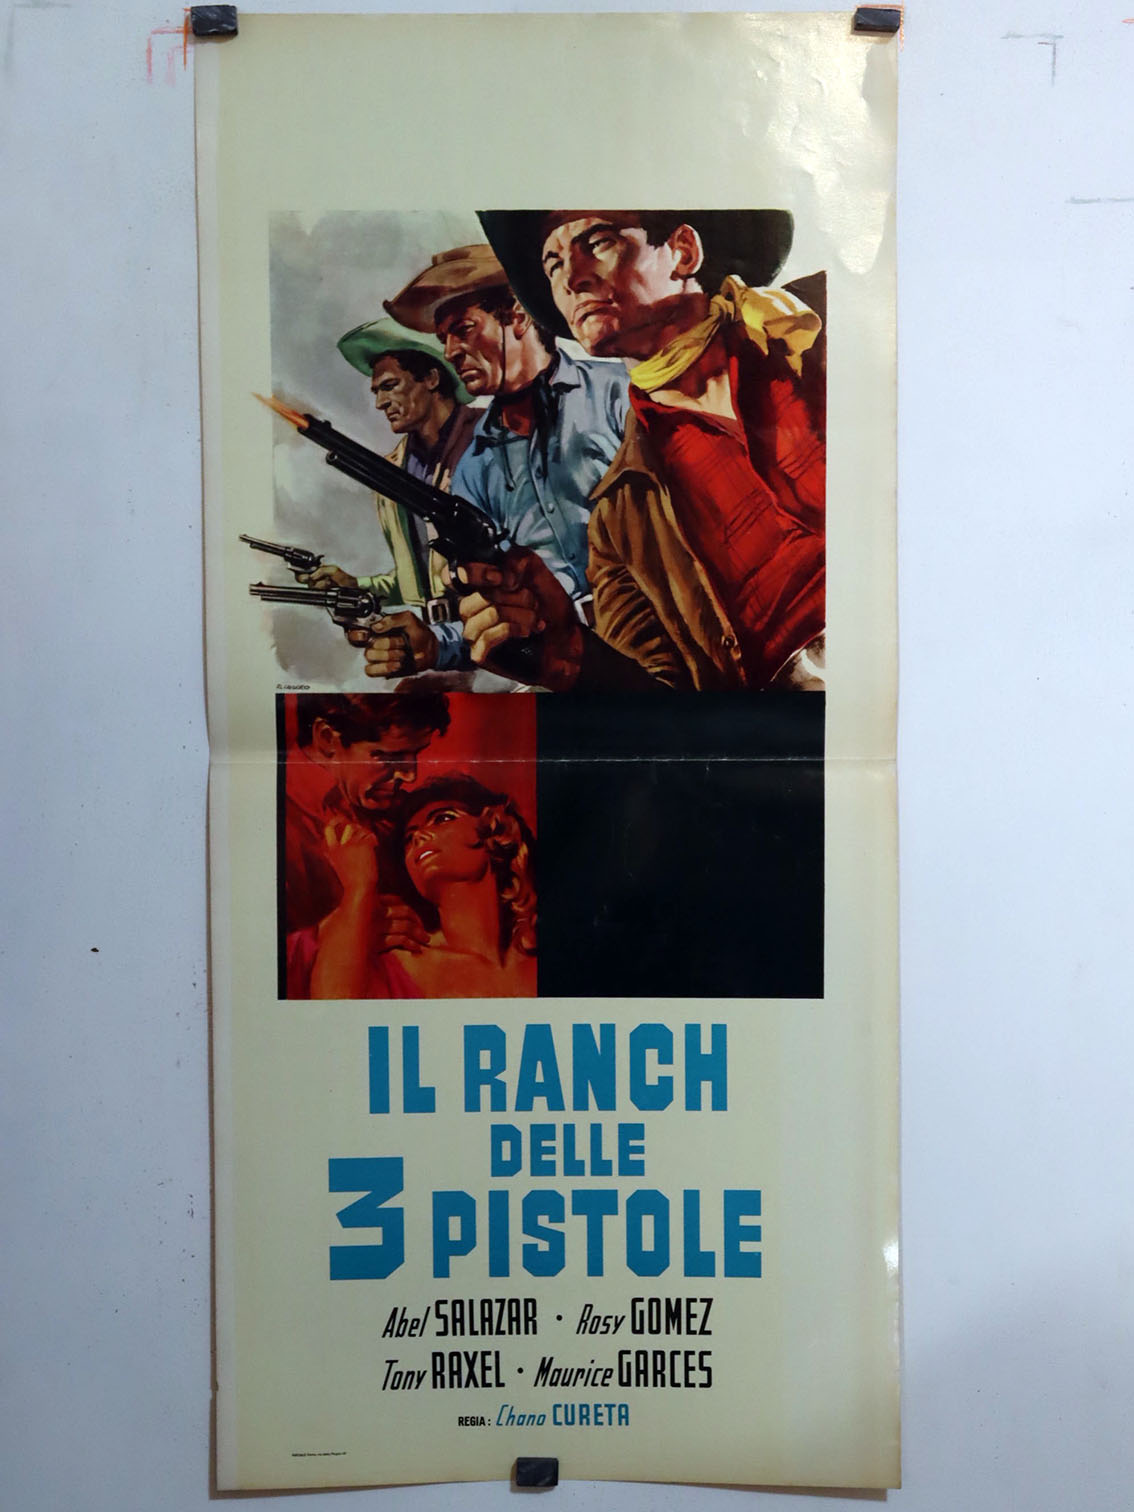 IL RANCH
DELLE
3 PISTOLE
Abel SALAZAR · Rosy GOMEZ
Tony RAXEL · Maurice GARCES
REGIA: Chano CURETA